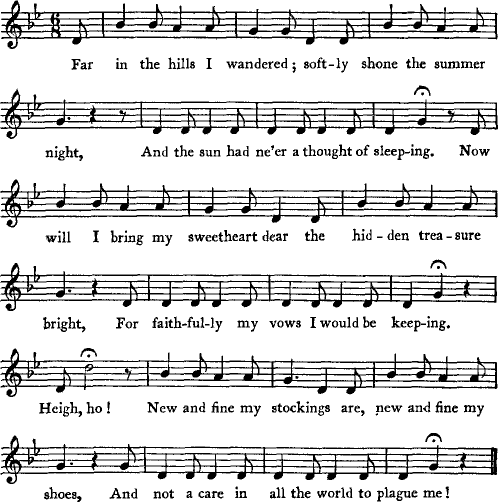 Far in the hills I wandered ; soft-ly shone the summer
night, And the sun had ne'er a thought of sleep-ing. Now
will I bring my sweetheart dear the hid-den trea-sure
bright, For faith-ful-ly my vows I would be keep-ing.
Heigh, ho! New and fine my stockings are, new and fine my
shoes, And not a care in all the world to plague me!